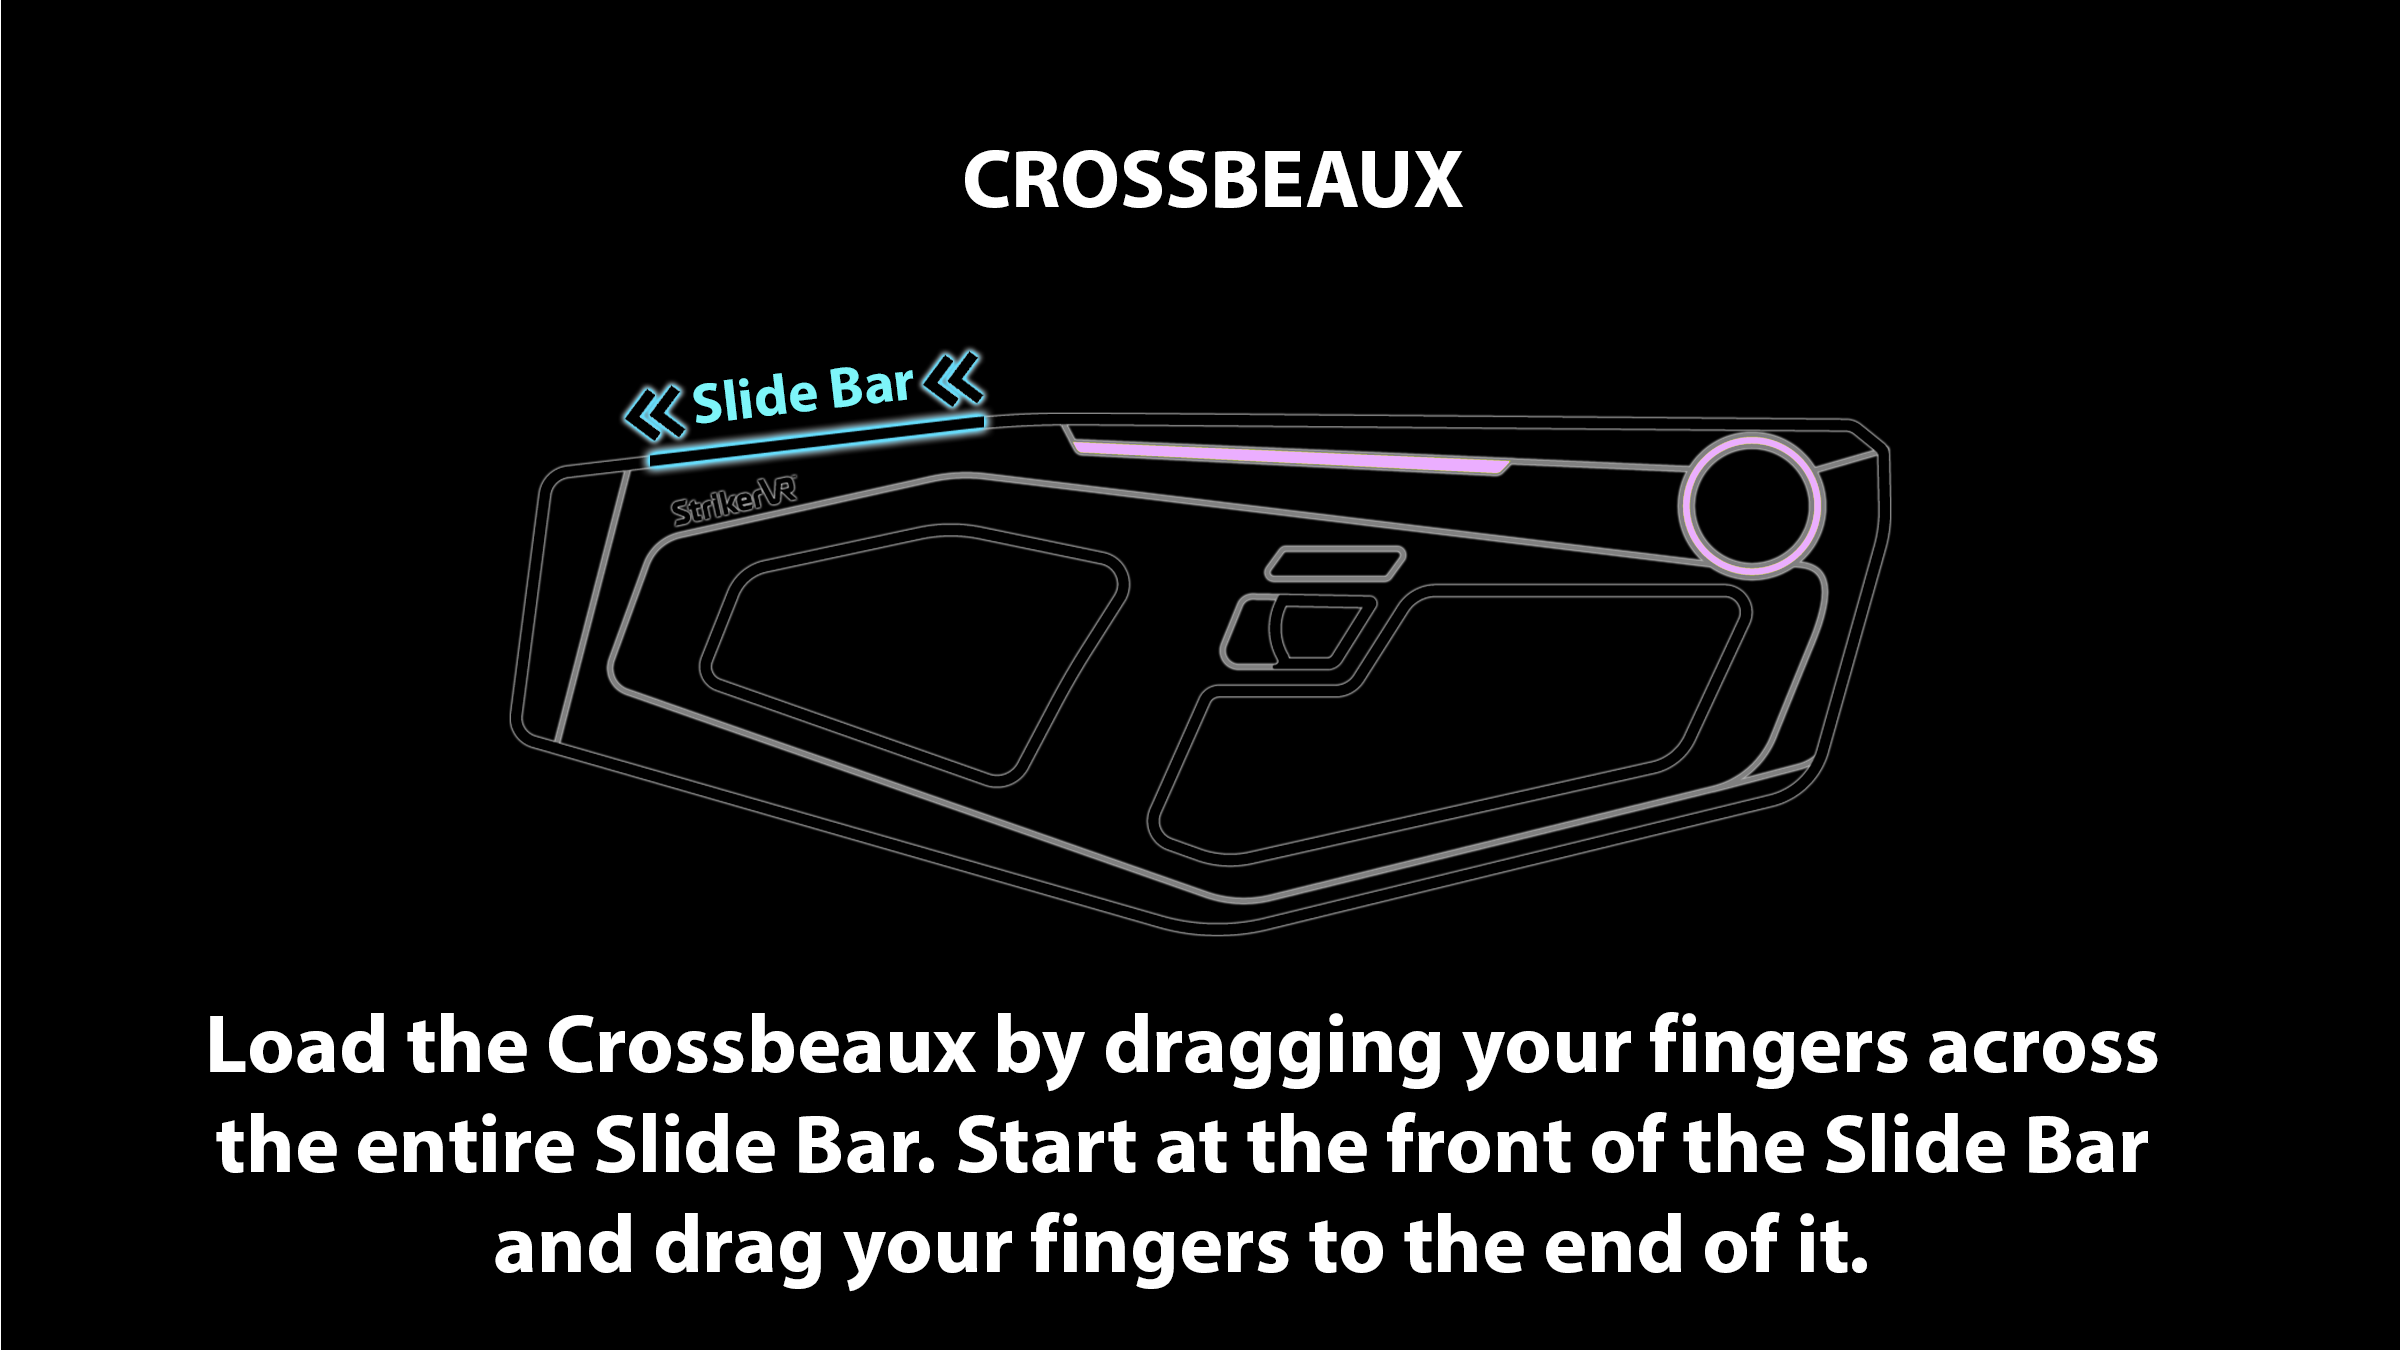 CROSSBEAUX
Slide Bar
StrikerVR
Load the Crossbeaux by dragging your fingers across
the entire Slide Bar. Start at the front of the Slide Bar
and drag your fingers to the end of it.